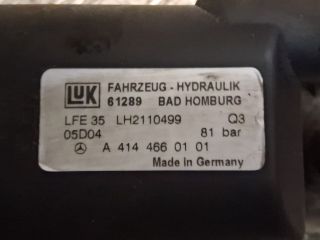 LUK FAHRZEUG - HYDRAULIK
61289 BAD HOMBURG
LFE 35 LH2110499 Q3
05D04 81 bar
A 414 466 01 01
Made in Germany